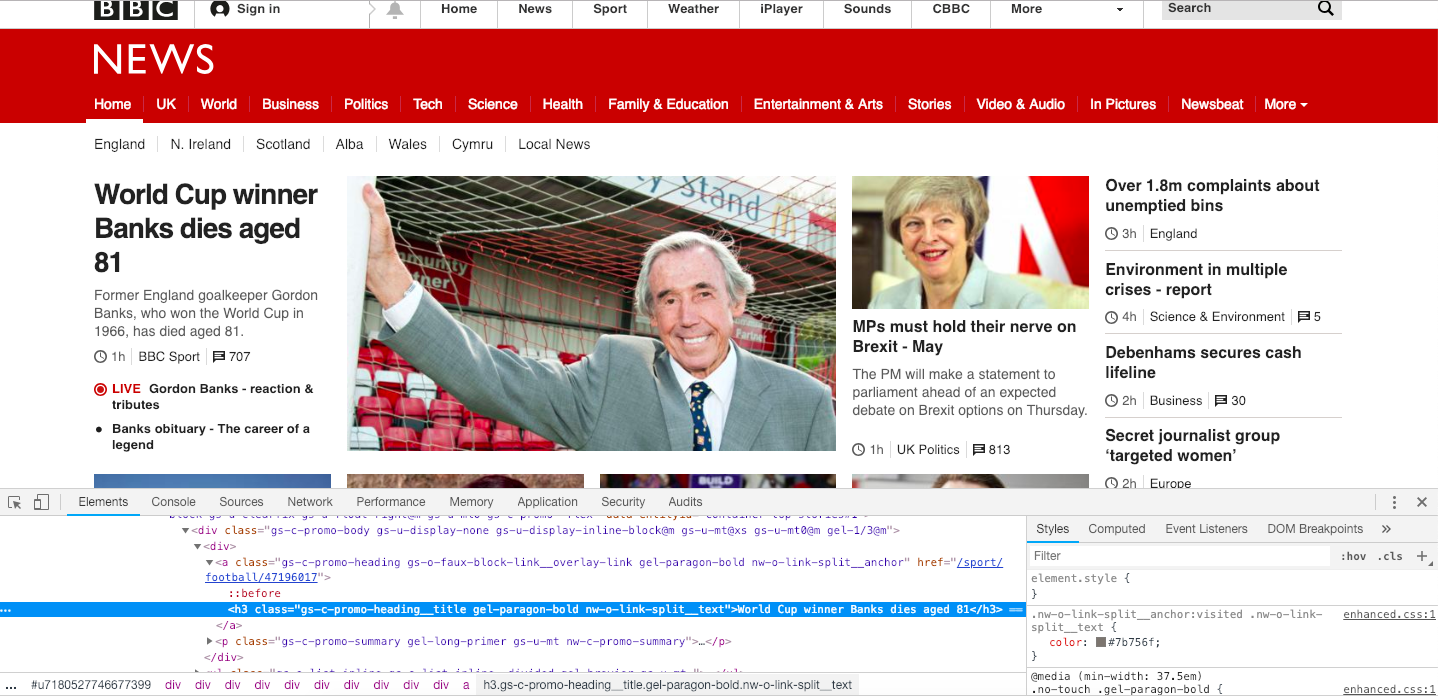 BBC
Sign in
Home
News
Sport
Weather
iPlayer
Sounds
CBBC
More
Search
NEWS
Home
UK
World
Business
Politics
Tech
Science
Health
Family & Education
Entertainment & Arts
Stories
Video & Audio
In Pictures
Newsbeat
More
England
N. Ireland
Scotland
Alba
Wales
Cymru
Local News
World Cup winner
Banks dies aged
81
Former England goalkeeper Gordon
Banks, who won the World Cup in
1966, has died aged 81.
1h
BBC Sport
707
LIVE Gordon Banks - reaction &
tributes
Banks obituary - The career of a
legend
Stand
Community
Partner
MPs must hold their nerve on
Brexit - May
The PM will make a statement to
parliament ahead of an expected
debate on Brexit options on Thursday.
1h
UK Politics
813
Over 1.8m complaints about
unemptied bins
3h
England
Environment in multiple
crises - report
4h
Science & Environment
5
Debenhams secures cash
lifeline
2h
Business
30
Secret journalist group
‘targeted women’
2h
Europe
BUILD
Elements
Console
Sources
Network
Performance
Memory
Application
Security
Audits
<div class="gs-c-promo-body gs-u-display-none gs-u-display-inline-block@m gs-u-mt@xs gs-u-mt0@m gel-1/3@m">
<div>
<a class="gs-c-promo-heading gs-o-faux-block-link__overlay-link gel-paragon-bold nw-o-link-split__anchor" href="/sport/
football/47196017">
::before
... <h3 class="gs-c-promo-heading__title gel-paragon-bold nw-o-link-split__text">World Cup winner Banks dies aged 81</h3> ==
</a>
<p class="gs-c-promo-summary gel-long-primer gs-u-mt nw-c-promo-summary">…</p>
</div>
... #u7180527746677399 div div div div div div div div div div a h3.gs-c-promo-heading__title.gel-paragon-bold.nw-o-link-split__text
Styles
Computed
Event Listeners
DOM Breakpoints
»
Filter
:hov .cls +
element.style {
}
.nw-o-link-split__anchor:visited .nw-o-link-
split__text {
enhanced.css:1
color: #7b756f;
}
@media (min-width: 37.5em)
.no-touch .gel-paragon-bold {
enhanced.css:1